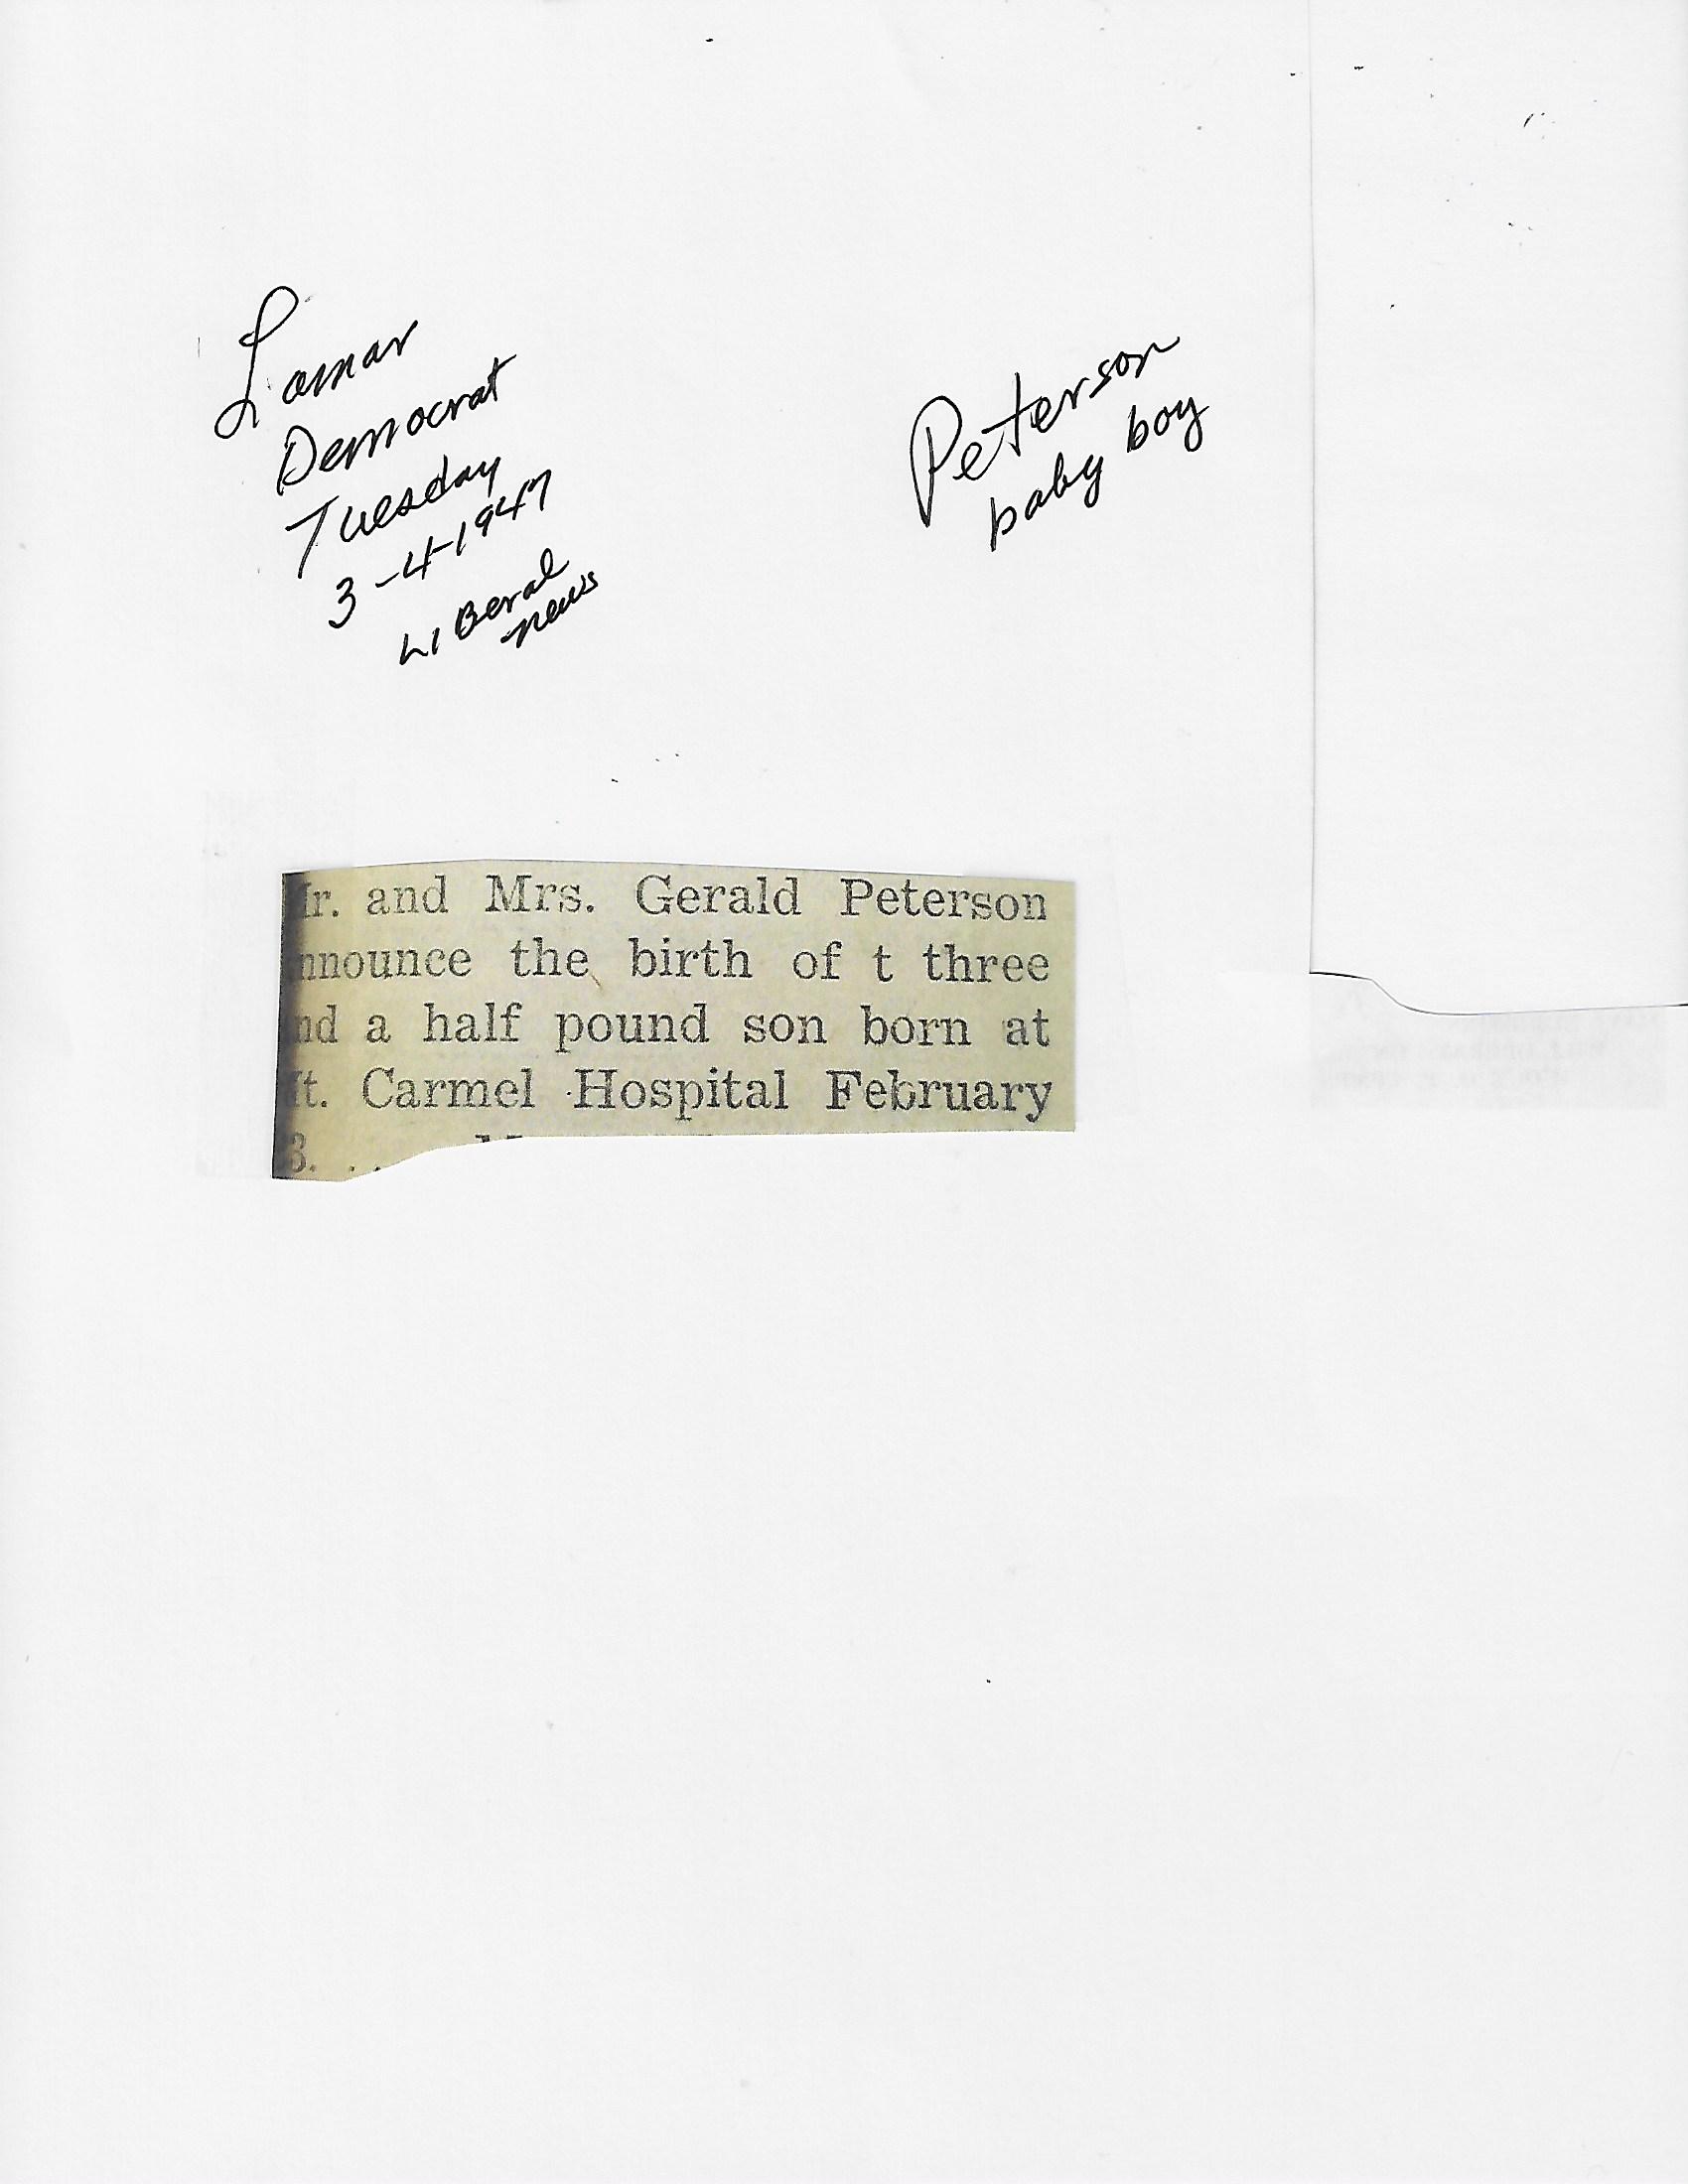 Lamar
Democrat
Tuesday
3-4-1947
LiBeral
news
Peterson
baby boy
r. and Mrs. Gerald Peterson
nnounce the birth of t three
nd a half pound son born at
t. Carmel Hospital February
3. . .